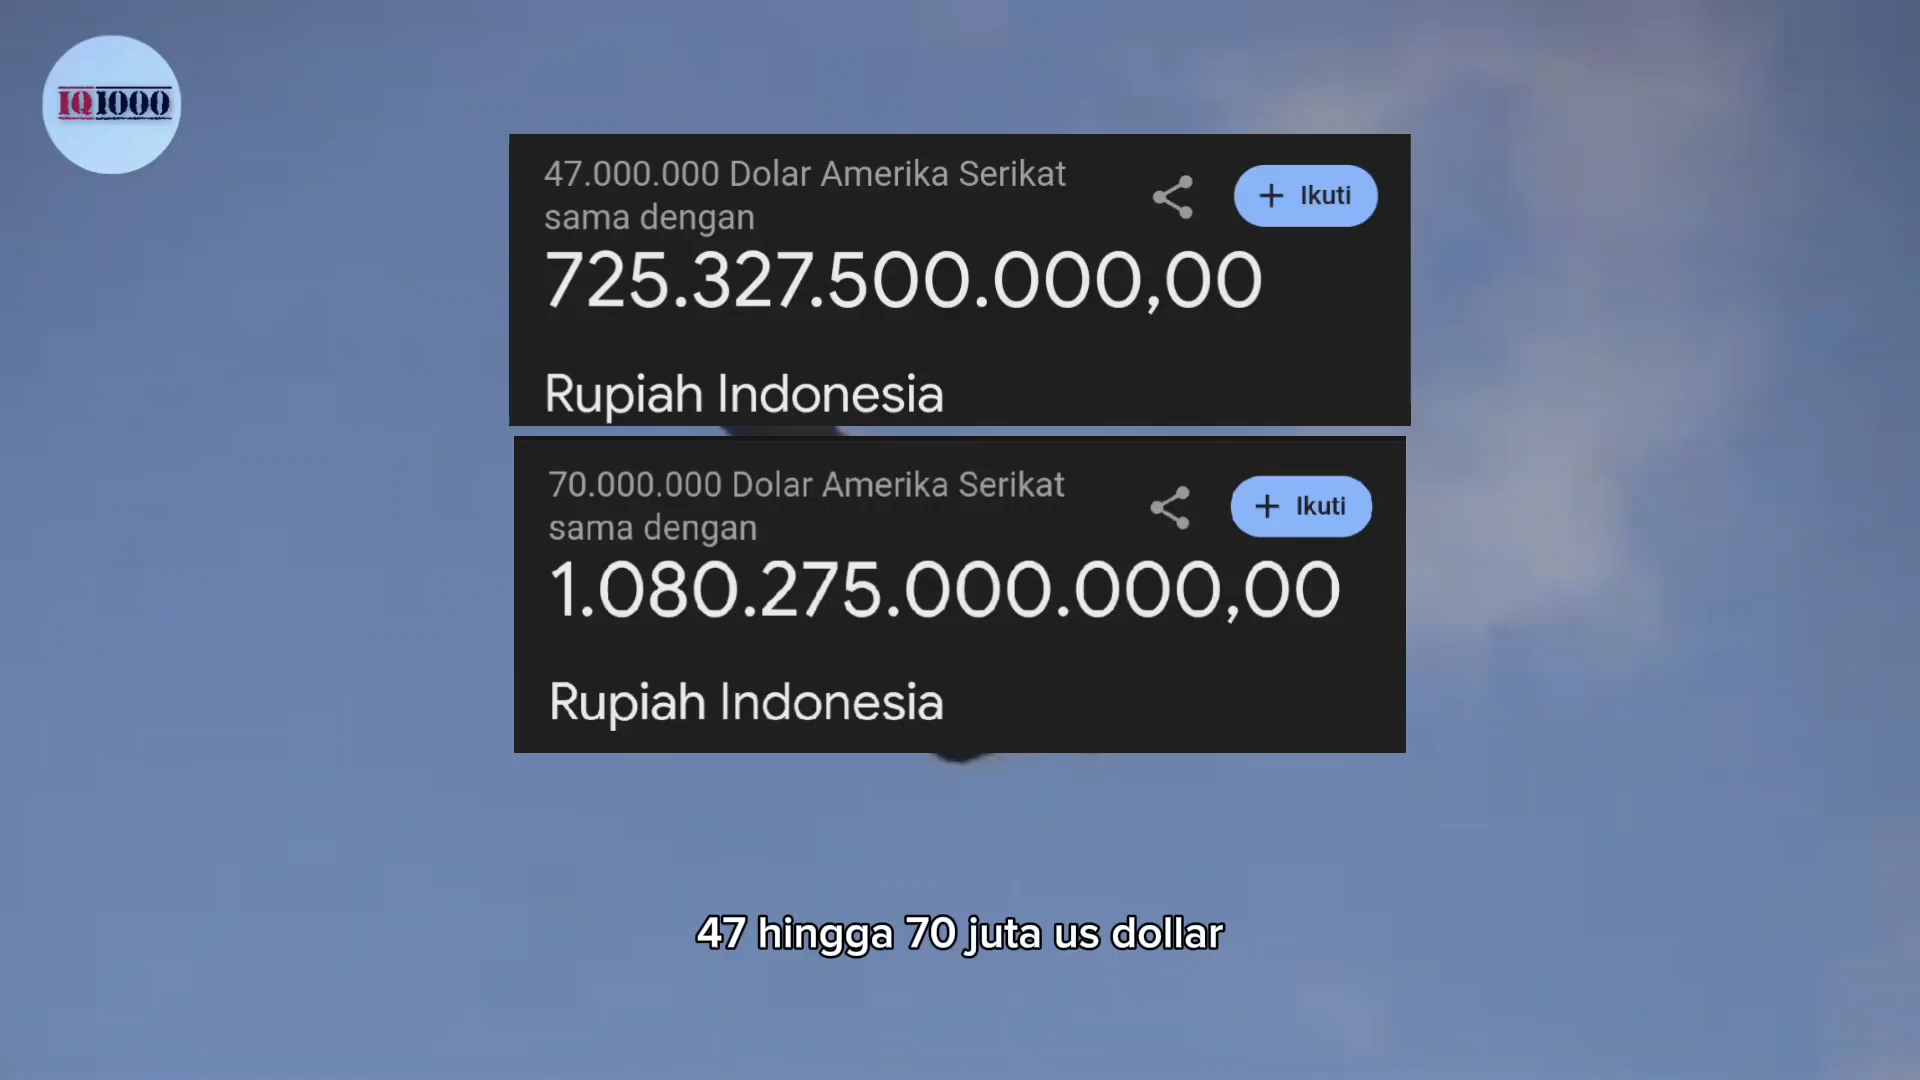 IQ1000
47.000.000 Dolar Amerika Serikat
sama dengan
Ikuti
725.327.500.000,00
Rupiah Indonesia
70.000.000 Dolar Amerika Serikat
sama dengan
Ikuti
1.080.275.000.000,00
Rupiah Indonesia
47 hingga 70 juta us dollar